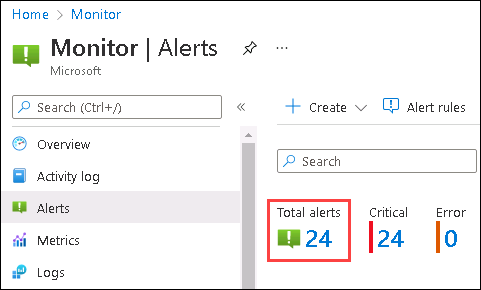 Home > Monitor
Monitor | Alerts
Microsoft
Search (Ctrl+/)
Overview
Activity log
Alerts
Metrics
Logs
Create
Alert rules
Search
Total alerts
24
Critical
24
Error
0